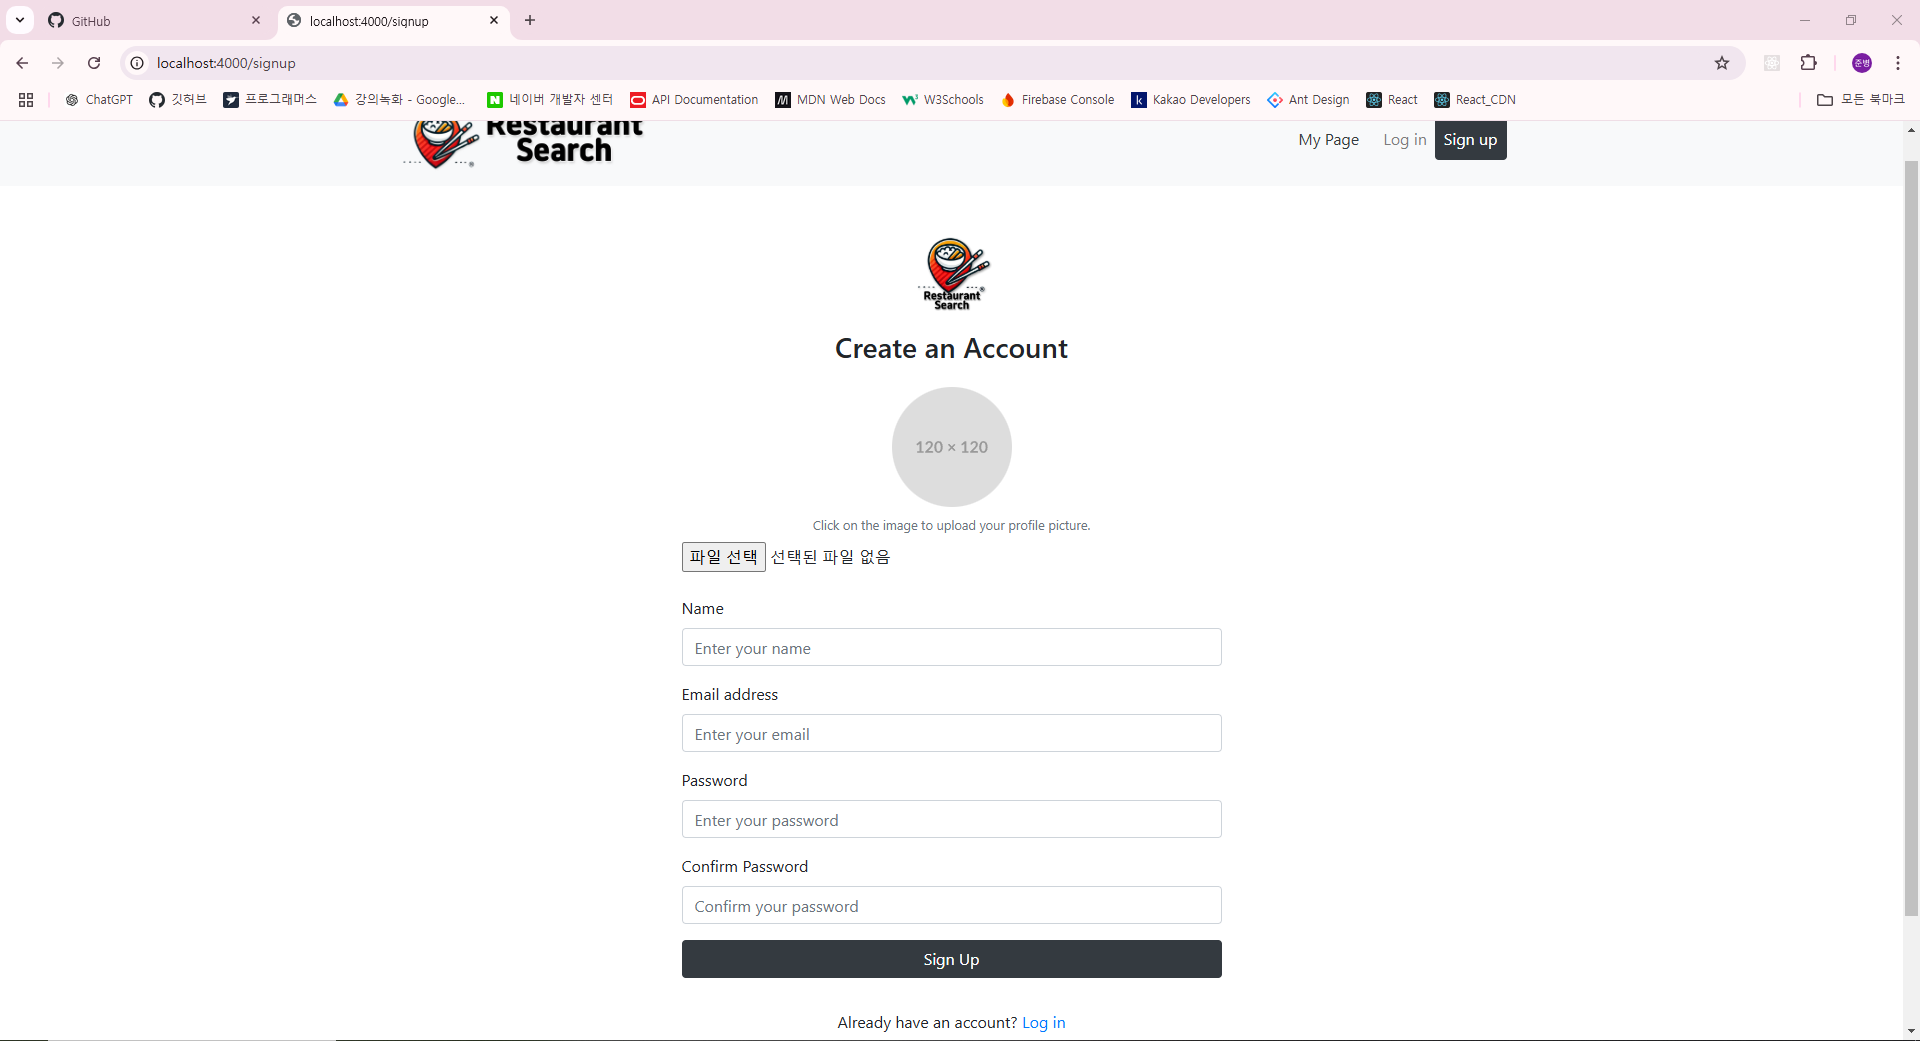 GitHub
localhost:4000/signup
localhost:4000/signup
준병
ChatGPT 깃허브 프로그래머스 강의녹화 - Google... 네이버 개발자 센터 API Documentation MDN Web Docs W3Schools Firebase Console Kakao Developers Ant Design React React_CDN 모든 북마크
Restaurant
Search
My Page Log in Sign up
Restaurant
Search
Create an Account
120 × 120
Click on the image to upload your profile picture.
파일 선택 선택된 파일 없음
Name
Enter your name
Email address
Enter your email
Password
Enter your password
Confirm Password
Confirm your password
Sign Up
Already have an account? Log in